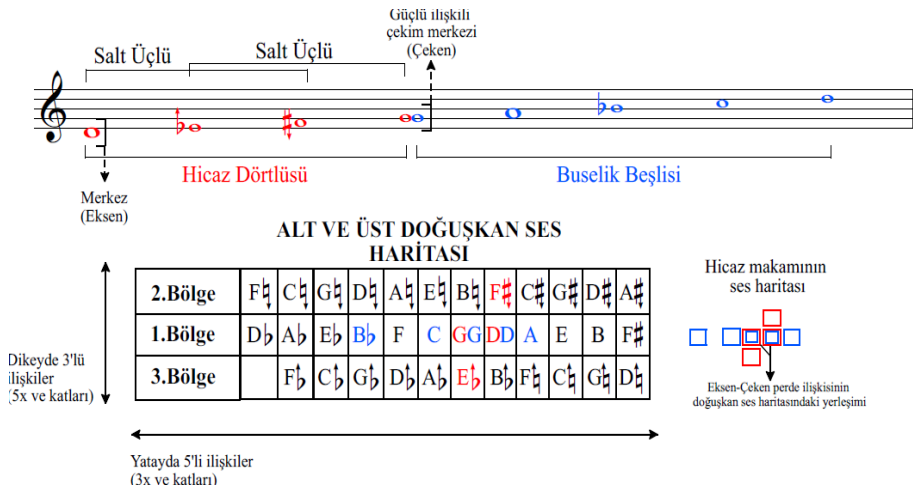 Güçlü ilişkili
çekim merkezi
(Çeken)
Salt Üçlü
Salt Üçlü
Hicaz Dörtlüsü
Buselik Beşlisi
Merkez
(Eksen)
ALT VE ÜST DOĞUŞKAN SES
HARİTASI
Hicaz makamının
ses haritası
2.Bölge F♮ C♮ G♮ D♮ A♮ E♮ B♮ F♯ C♯ G♯ D♯ A♯
1.Bölge D♭ A♭ E♭ B♭ F C GG DD A E B F♯
3.Bölge F♭ C♭ G♭ D♭ A♭ E♭ B♭ F♮ C♮ G♮ D♮
Dikeyde 3'lü
ilişkiler
(5x ve katları)
Eksen-Çeken perde ilişkisinin
doğuşkan ses haritasındaki yerleşimi
Yatayda 5'li ilişkiler
(3x ve katları)